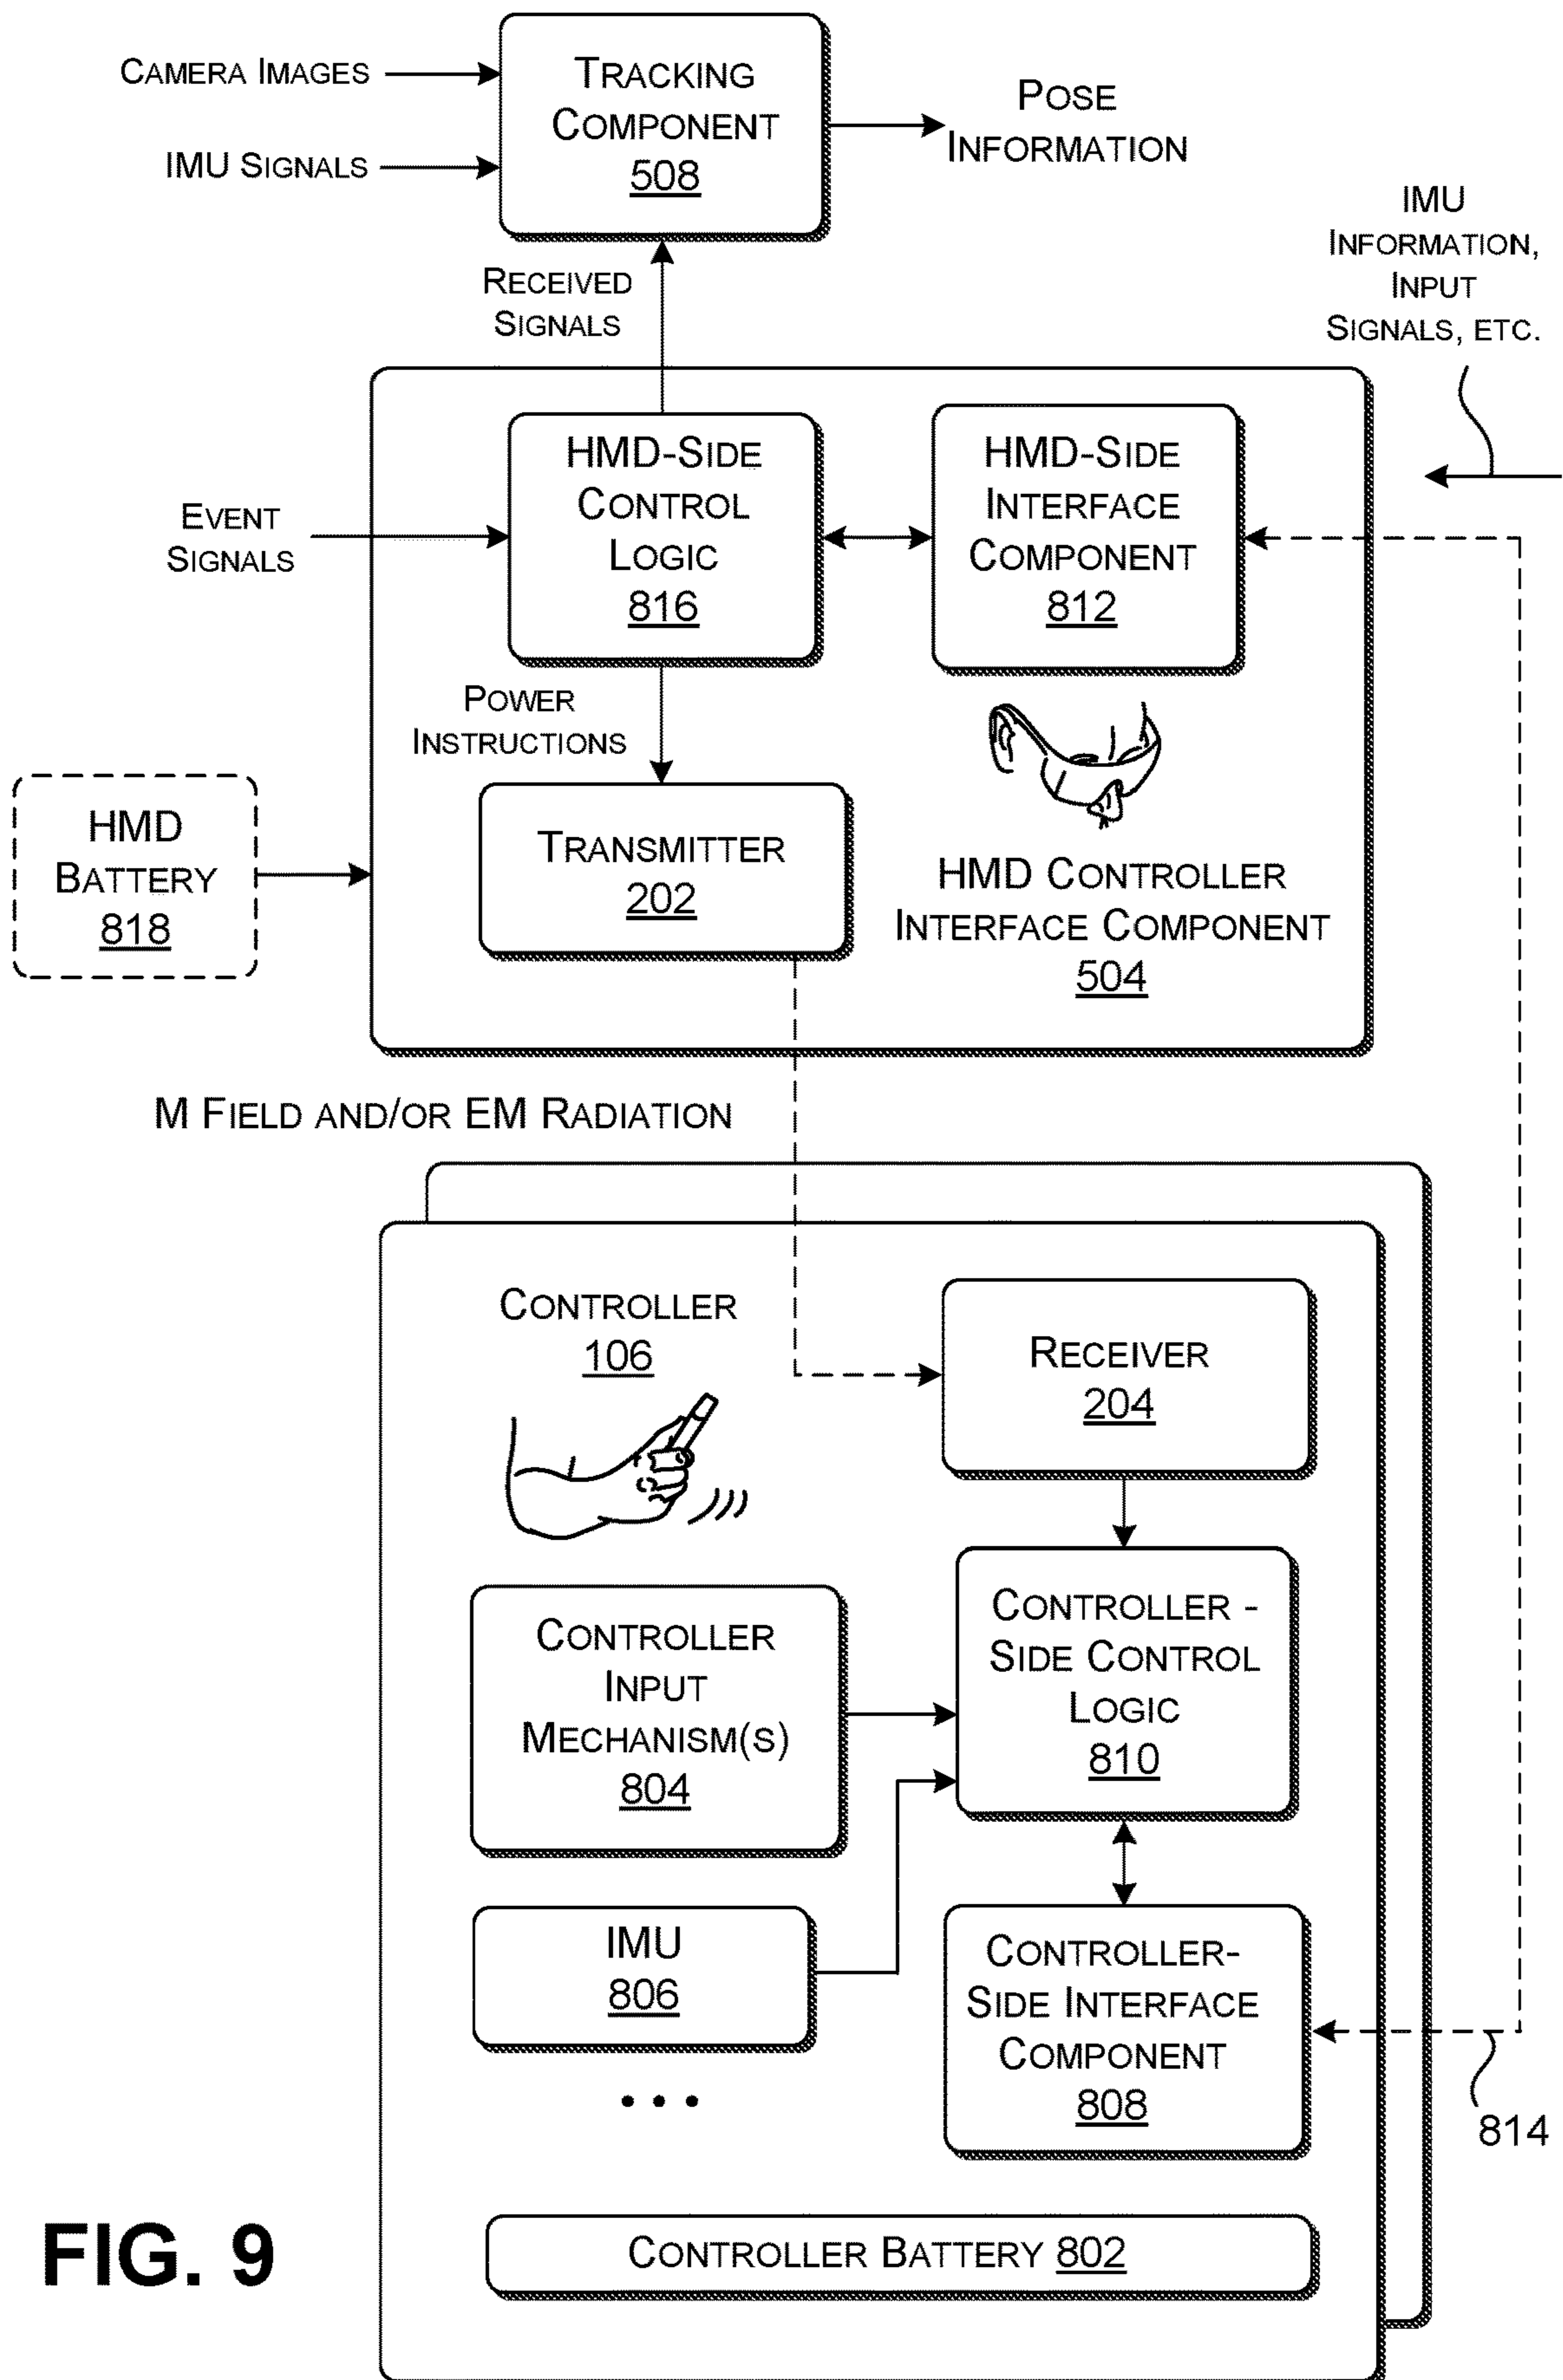 CAMERA IMAGES
IMU SIGNALS
TRACKING
COMPONENT
508
POSE
INFORMATION
RECEIVED
SIGNALS
IMU
INFORMATION,
INPUT
SIGNALS, ETC.
EVENT
SIGNALS
HMD-SIDE
CONTROL
LOGIC
816
HMD-SIDE
INTERFACE
COMPONENT
812
POWER
INSTRUCTIONS
HMD
BATTERY
818
TRANSMITTER
202
HMD CONTROLLER
INTERFACE COMPONENT
504
M FIELD AND/OR EM RADIATION
CONTROLLER
106
RECEIVER
204
CONTROLLER
INPUT
MECHANISM(S)
804
CONTROLLER -
SIDE CONTROL
LOGIC
810
IMU
806
...
CONTROLLER-
SIDE INTERFACE
COMPONENT
808
814
CONTROLLER BATTERY 802
FIG. 9